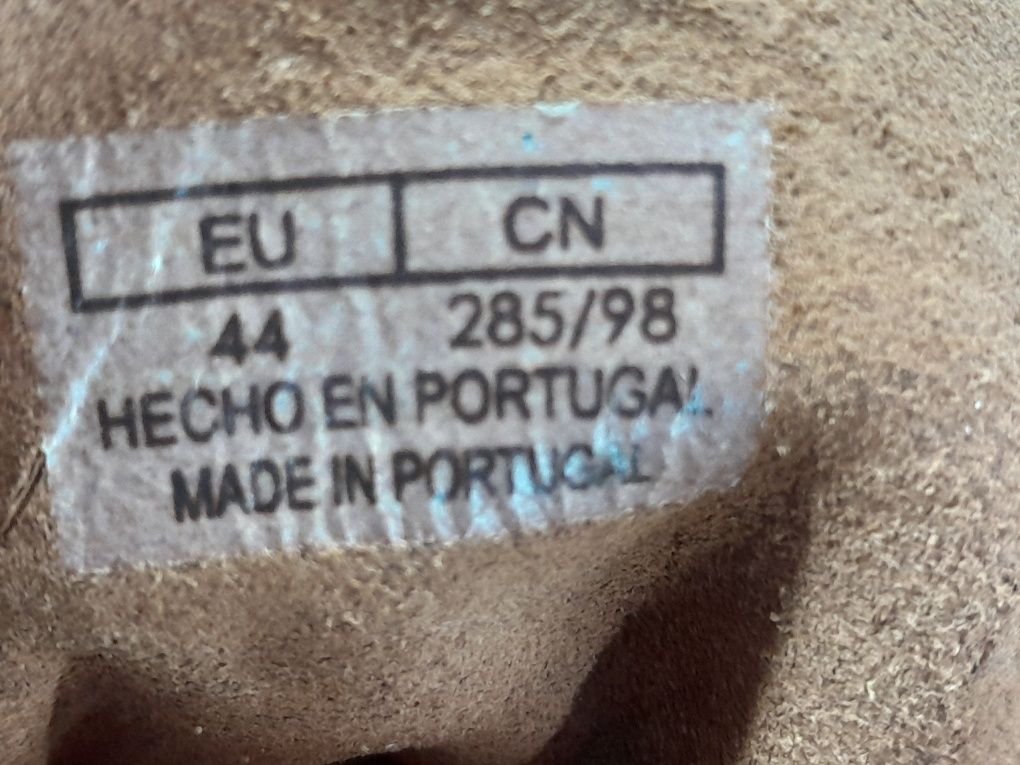 EU CN
44 285/98
HECHO EN PORTUGAL
MADE IN PORTUGAL